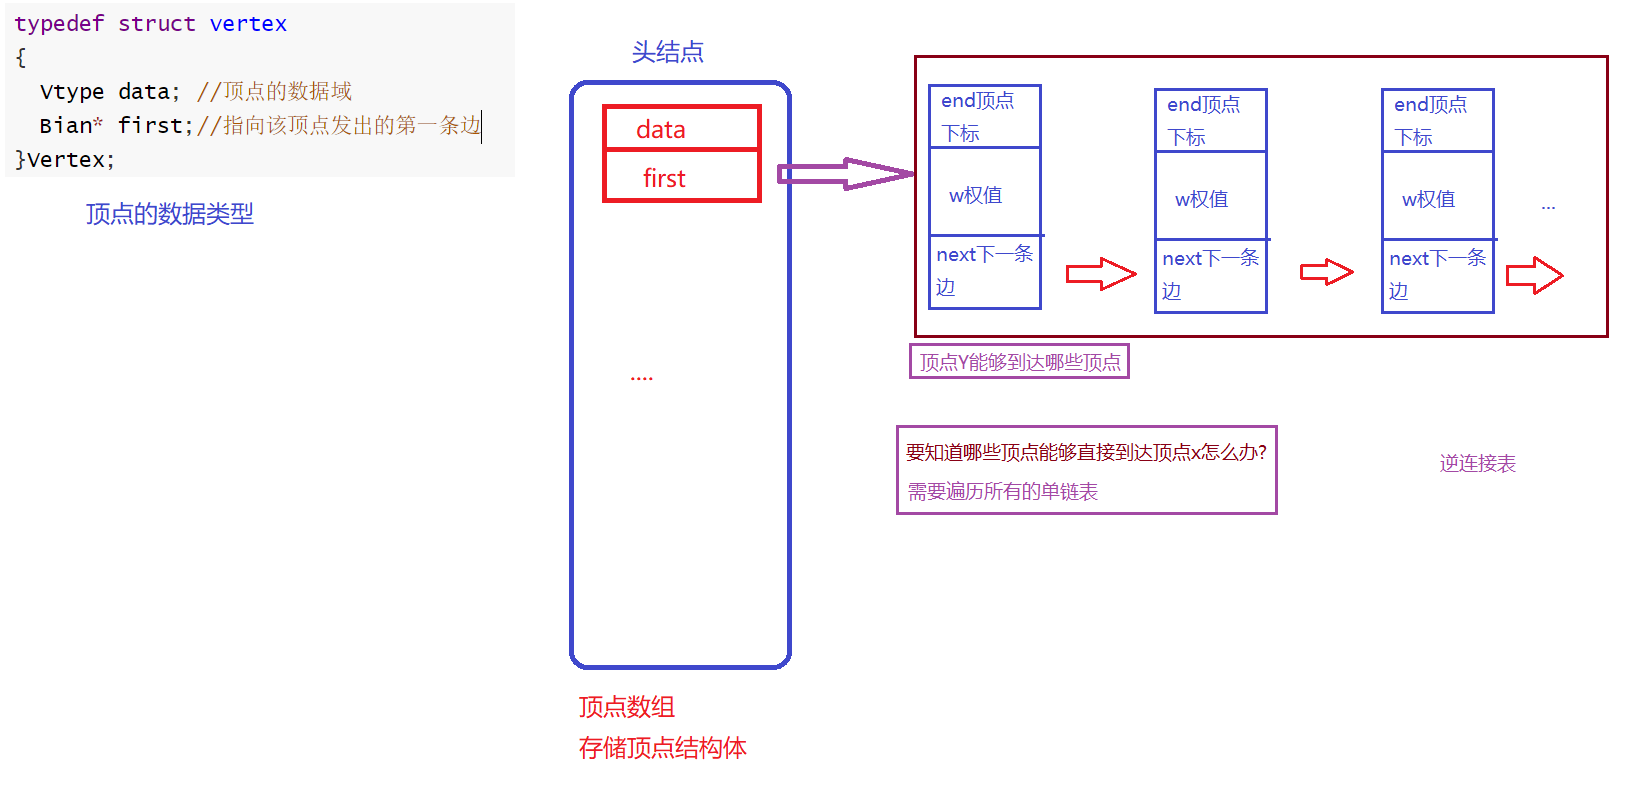 typedef struct vertex
{
Vtype data; //顶点的数据域
Bian* first;//指向该顶点发出的第一条边
}Vertex;
顶点的数据类型
头结点
data
first
....
顶点数组
存储顶点结构体
end顶点
下标
w权值
next下一条
边
end顶点
下标
w权值
next下一条
边
end顶点
下标
w权值
next下一条
边
...
顶点Y能够到达哪些顶点
要知道哪些顶点能够直接到达顶点x怎么办?
需要遍历所有的单链表
逆连接表